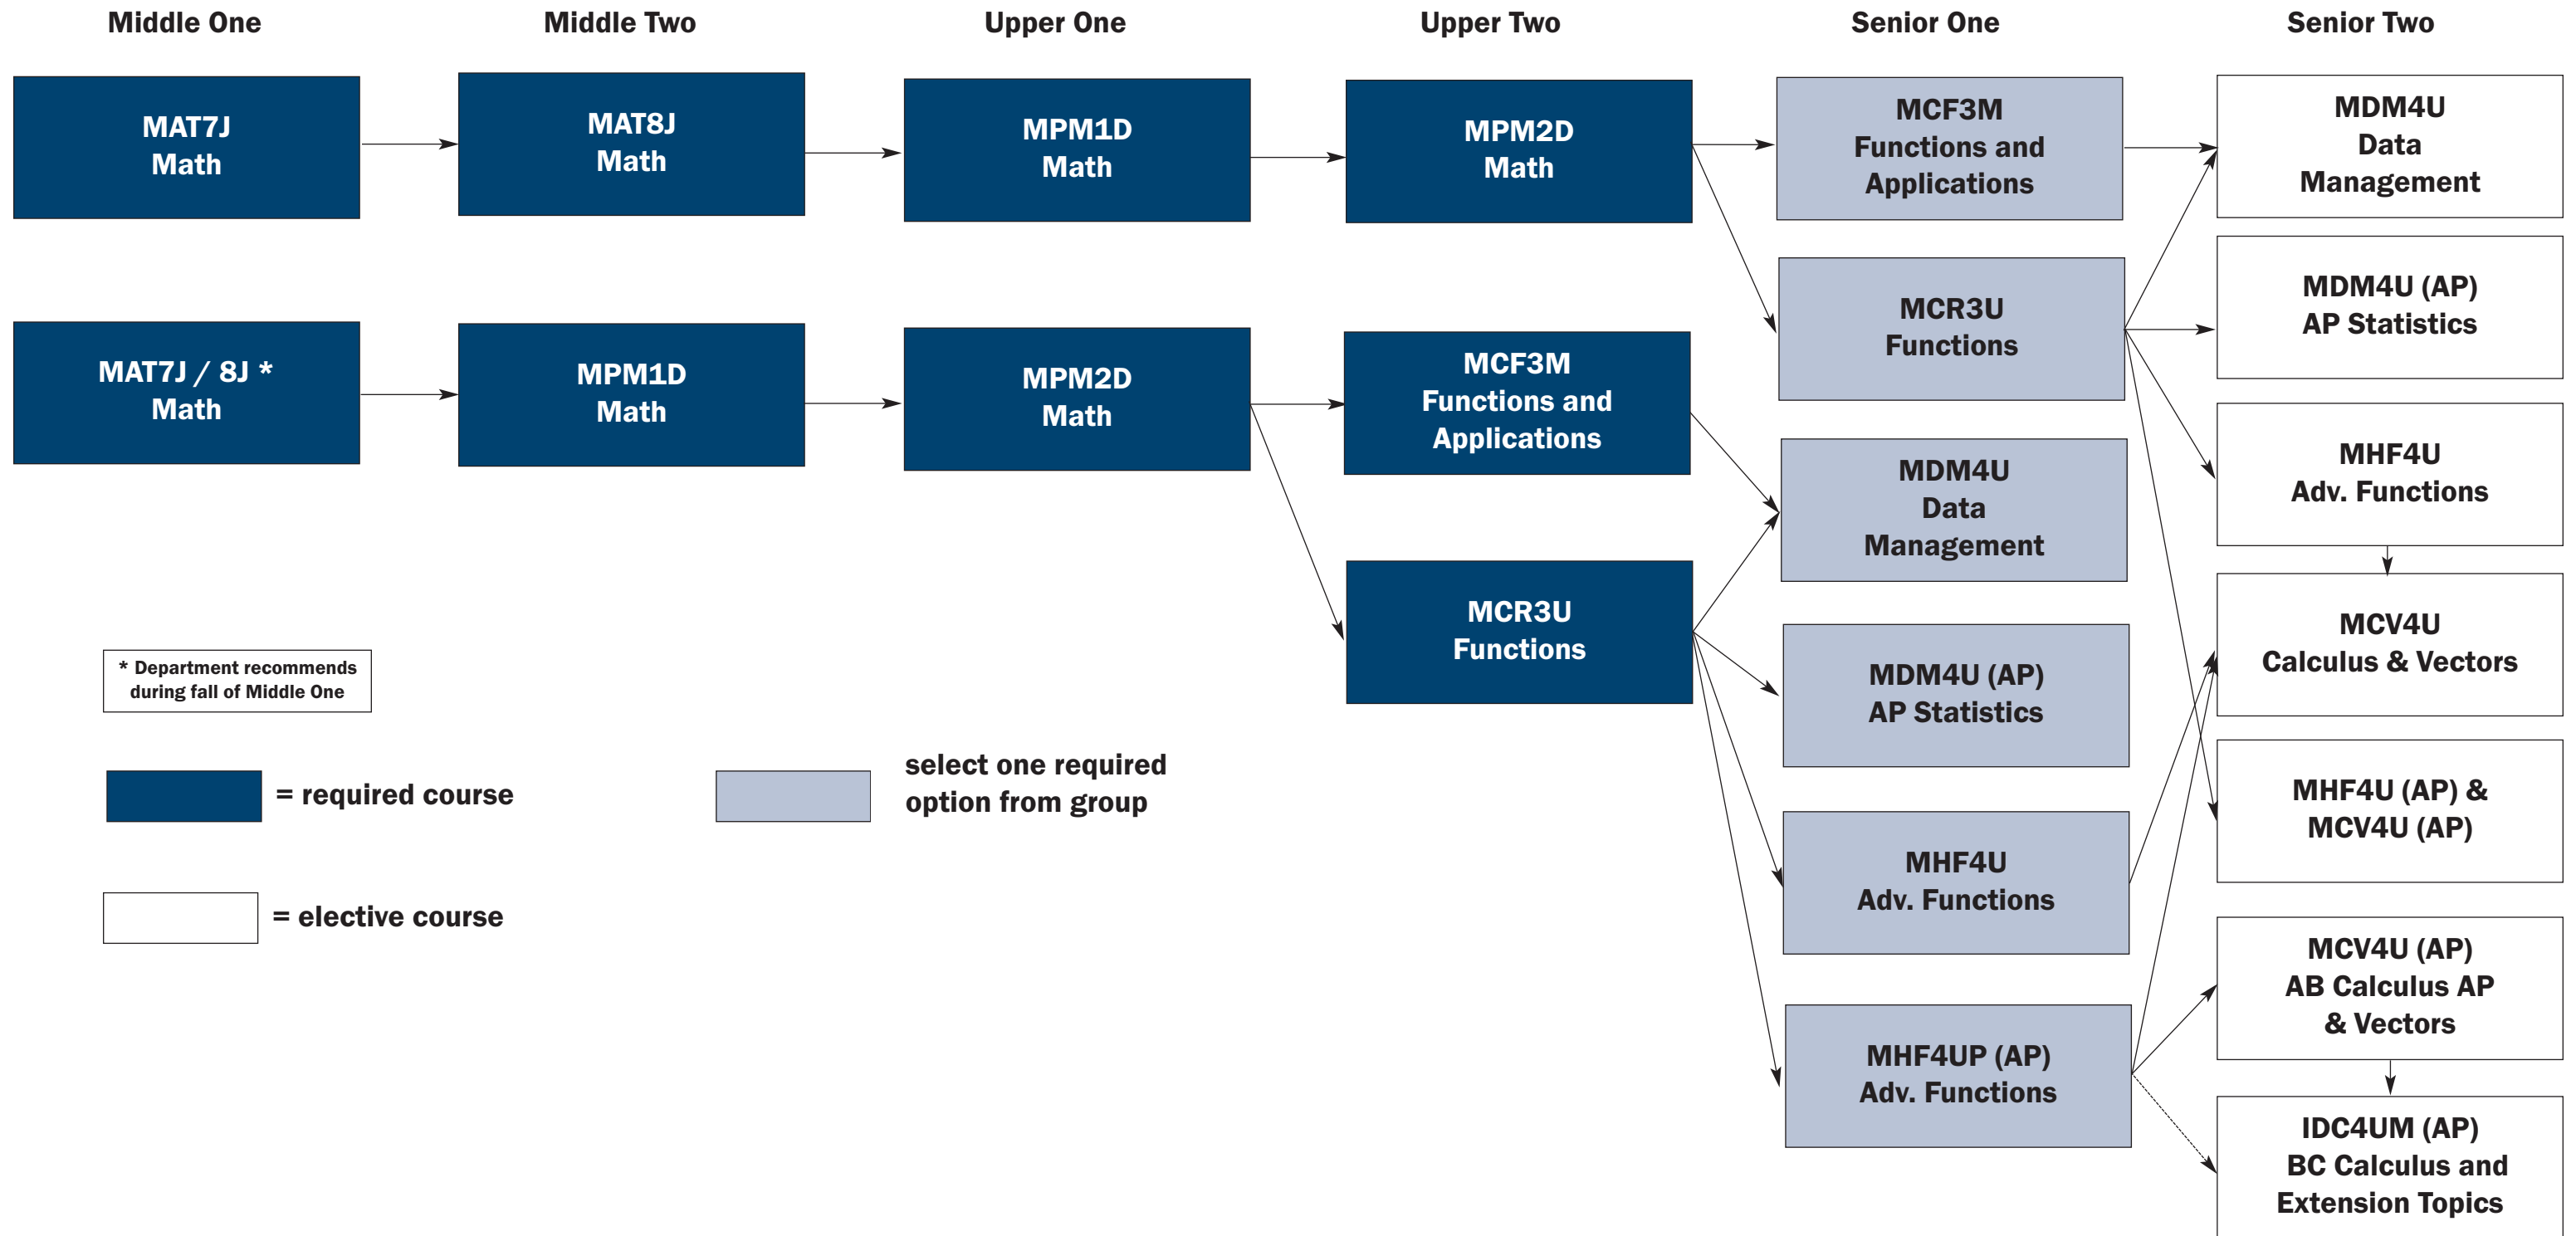 Middle One
Middle Two
Upper One
Upper Two
Senior One
Senior Two
MAT7J
Math
MAT8J
Math
MPM1D
Math
MPM2D
Math
MCF3M
Functions and
Applications
MDM4U
Data
Management
MCR3U
Functions
MDM4U (AP)
AP Statistics
MAT7J / 8J *
Math
MPM1D
Math
MPM2D
Math
MCF3M
Functions and
Applications
MDM4U
Data
Management
MHF4U
Adv. Functions
MCR3U
Functions
MDM4U (AP)
AP Statistics
MCV4U
Calculus & Vectors
* Department recommends
during fall of Middle One
= required course
select one required
option from group
MHF4U
Adv. Functions
MHF4U (AP) &
MCV4U (AP)
= elective course
MHF4UP (AP)
Adv. Functions
MCV4U (AP)
AB Calculus AP
& Vectors
IDC4UM (AP)
BC Calculus and
Extension Topics